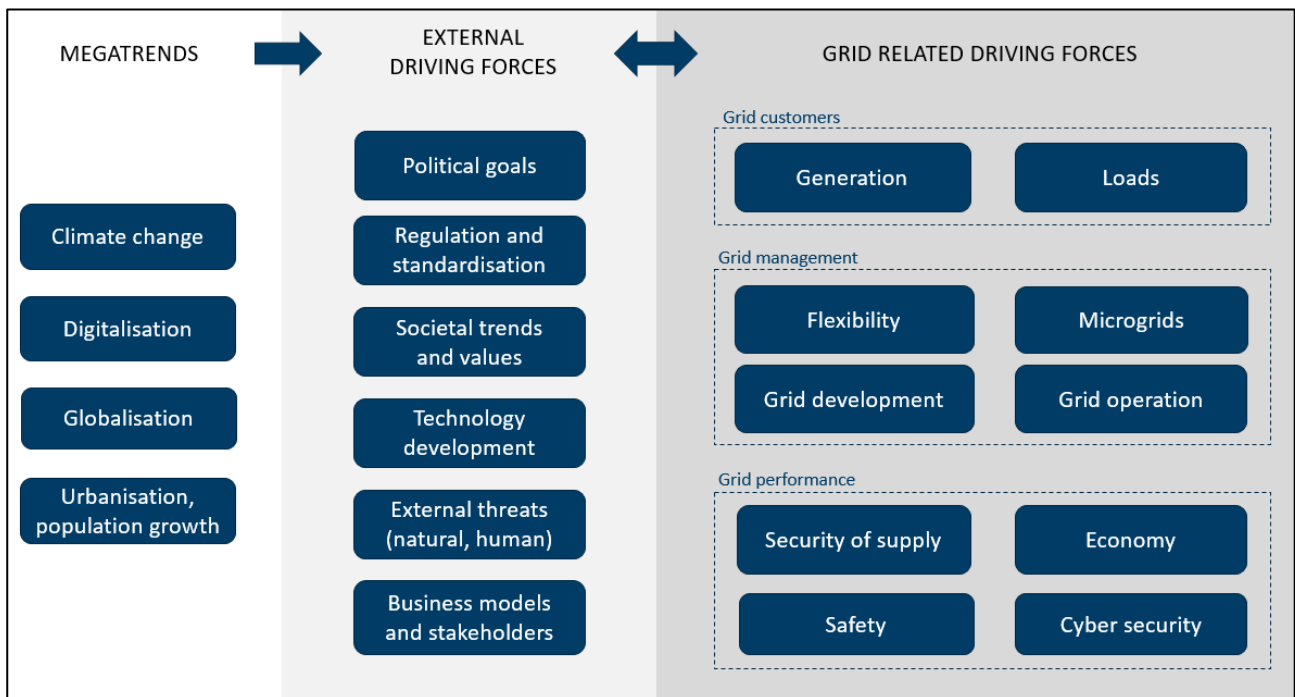 MEGATRENDS
EXTERNAL
DRIVING FORCES
GRID RELATED DRIVING FORCES
Climate change
Digitalisation
Globalisation
Urbanisation,
population growth
Political goals
Regulation and
standardisation
Societal trends
and values
Technology
development
External threats
(natural, human)
Business models
and stakeholders
Grid customers
Generation
Loads
Grid management
Flexibility
Microgrids
Grid development
Grid operation
Grid performance
Security of supply
Economy
Safety
Cyber security